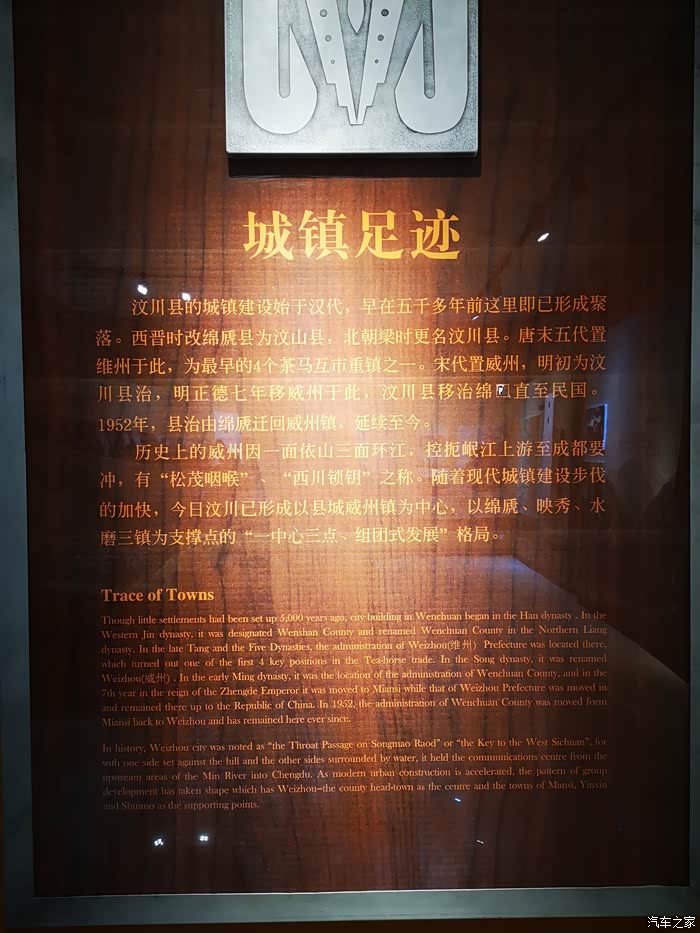 城镇足迹
汶川县的城镇建设始于汉代，早在五千多年前这里即已形成聚
落。西晋时改绵虒县为汶山县，北朝梁时更名汶川县。唐末五代置
维州于此，为最早的4个茶马互市重镇之一。宋代置威州，明初为汶
川县治，明正德七年移威州于此，汶川县移治绵直至民国。
1952年，县治由绵虒迁回威州镇，延续至今。
历史上的威州因一面依山三面环江，控扼岷江上游至成都要
冲，有“松茂咽喉”、“西川锁钥”之称。随着现代城镇建设步伐
的加快，今日汶川已形成以县城威州镇为中心，以绵虒、映秀、水
磨三镇为支撑点的“一中心三点、组团式发展”格局。
Trace of Towns
Though little settlements had been set up 5,000 years ago, city building in Wenchuan began in the Han dynasty . In the
Western Jin dynasty, it was designated Wenshan County and renamed Wenchuan County in the Northern Liang
dynasty. In the late Tang and the Five Dynasties, the administration of Weizhou(维州) Prefecture was located there,
which turned out one of the first 4 key positions in the Tea-horse trade. In the Song dynasty, it was renamed
Weizhou(威州) . In the early Ming dynasty, it was the location of the administration of Wenchuan County, and in the
7th year in the reign of the Zhengde Emperor it was moved to Miansi while that of Weizhou Prefecture was moved in
and remained there up to the Republic of China. In 1952, the administration of Wenchuan County was moved form
Miansi back to Weizhou and has remained here ever since.
In history, Weizhou city was noted as “the Throat Passage on Songmao Raod” or “the Key to the West Sichuan”, for
with one side set against the hill and the other sides surrounded by water, it held the communications centre from the
upstream areas of the Min River into Chengdu. As modern urban construction is accelerated, the pattern of group
development has taken shape which has Weizhou–the county head-town as the centre and the towns of Mansi, Yinxiu
and Shuimo as the supporting points.
汽车之家